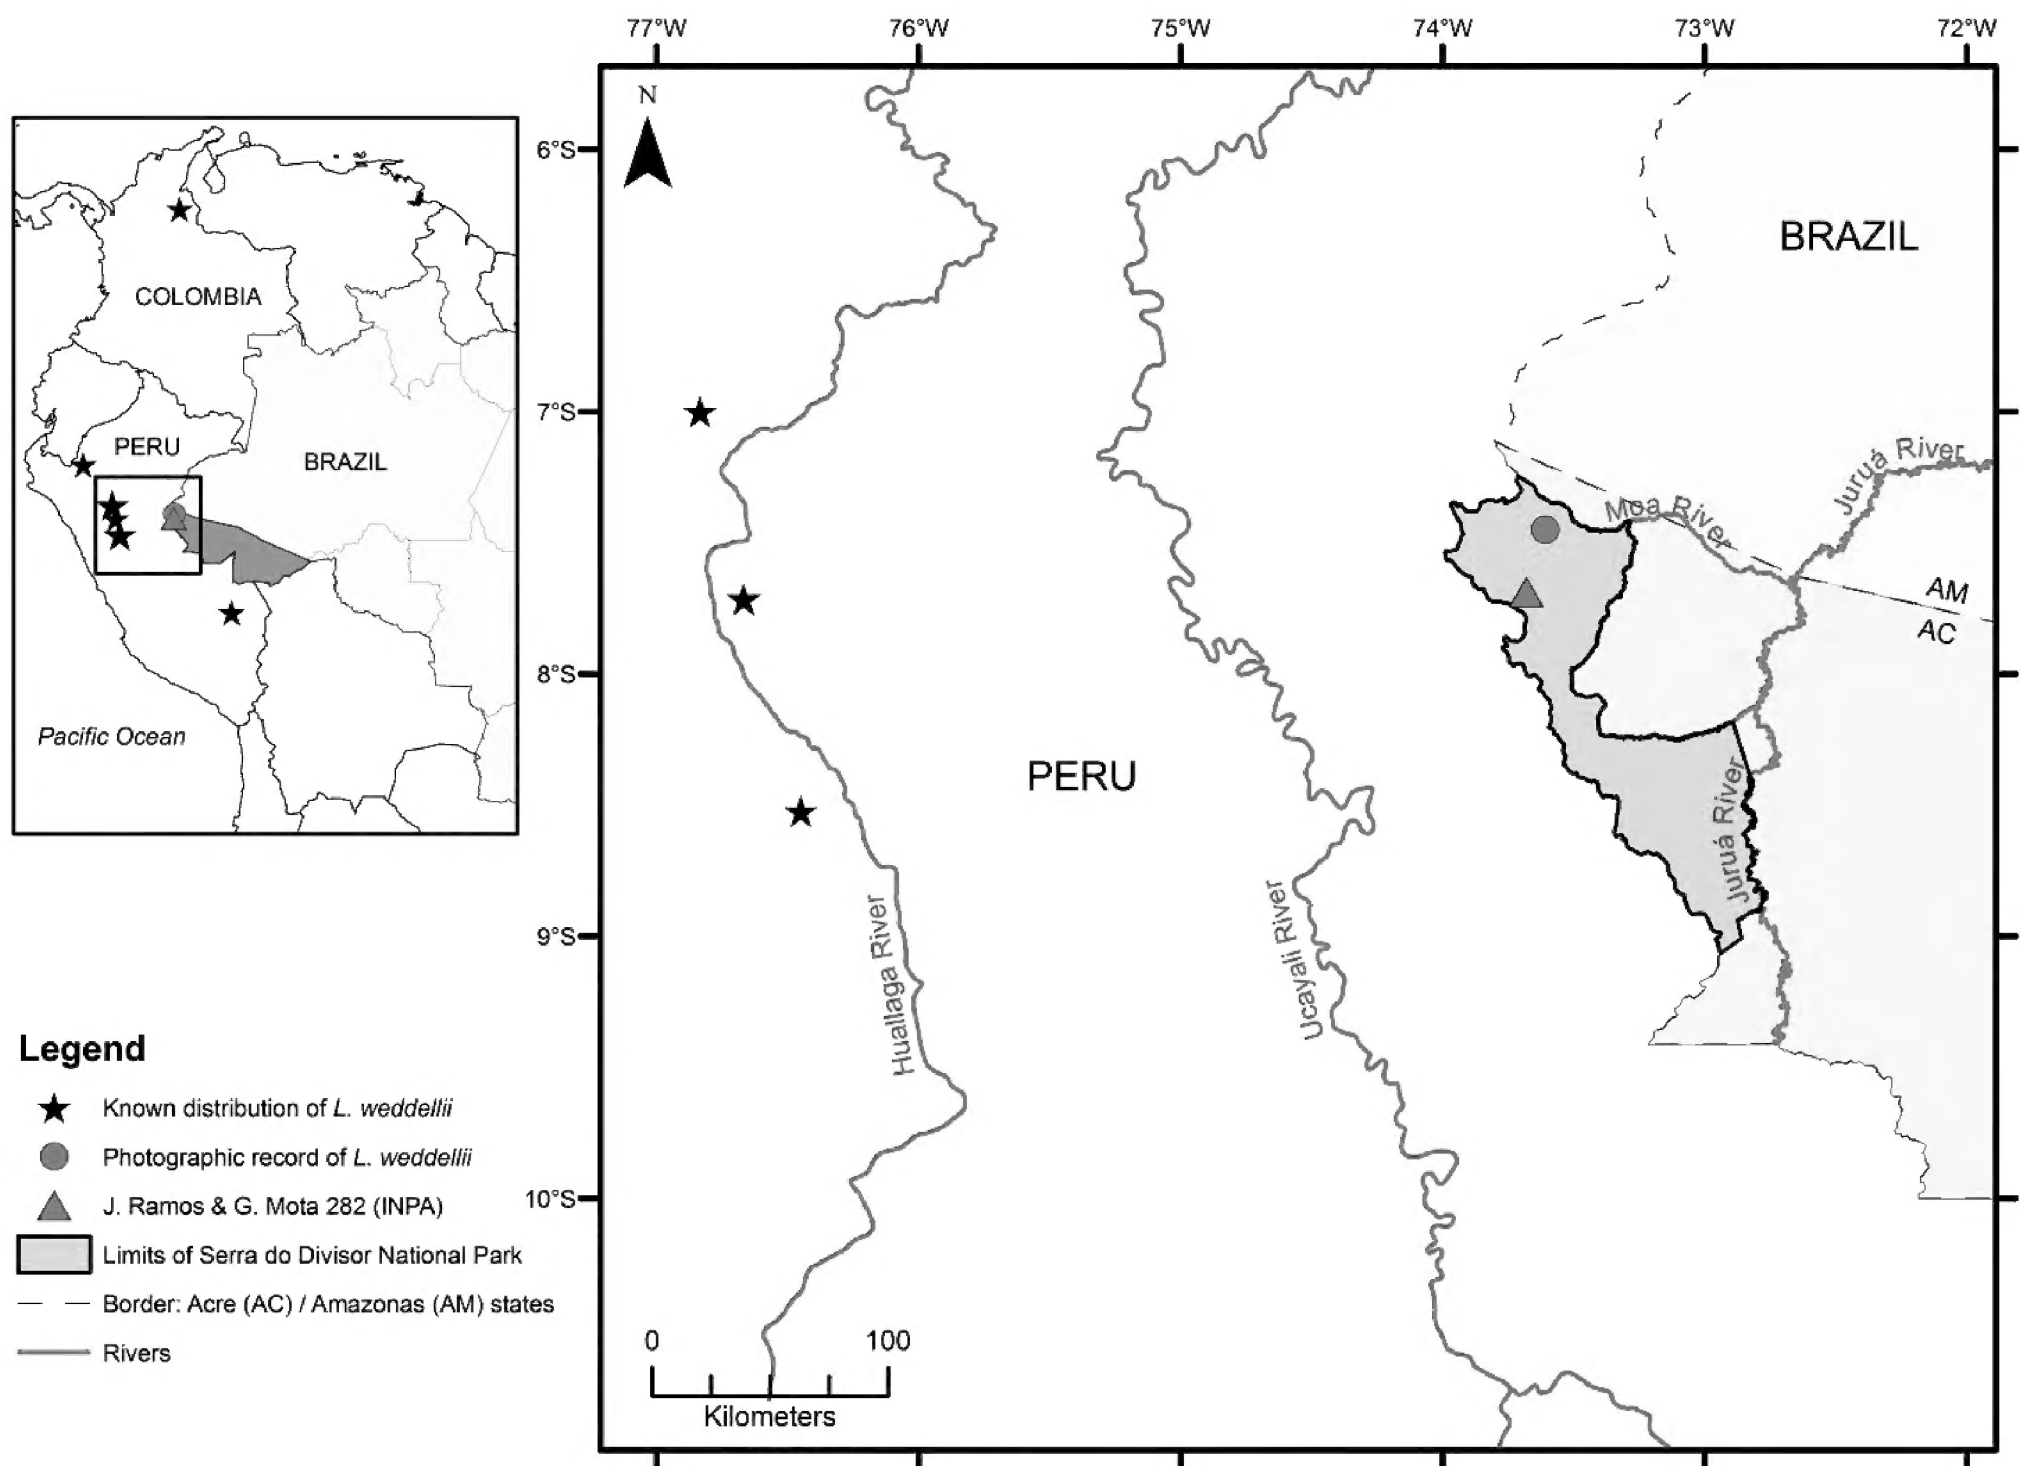 77°W 76°W 75°W 74°W 73°W 72°W
N
6°S
7°S
8°S
9°S
10°S
COLOMBIA
PERU
BRAZIL
Pacific Ocean
BRAZIL
PERU
Juruá River
Moa River
AM
AC
Juruá River
Huallaga River
Ucayali River
0 100
Kilometers
Legend
Known distribution of L. weddellii
Photographic record of L. weddellii
J. Ramos & G. Mota 282 (INPA)
Limits of Serra do Divisor National Park
Border: Acre (AC) / Amazonas (AM) states
Rivers